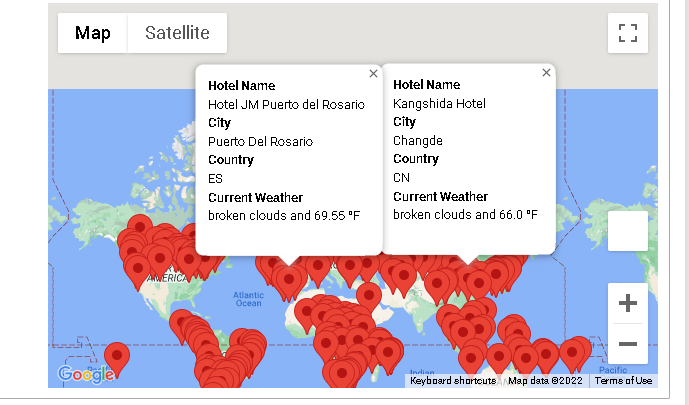 Map Satellite
Hotel Name
Hotel JM Puerto del Rosario
City
Puerto Del Rosario
Country
ES
Current Weather
broken clouds and 69.55 °F
Hotel Name
Kangshida Hotel
City
Changde
Country
CN
Current Weather
broken clouds and 66.0 °F
AMERICA
Atlantic
Ocean
Indian
Pacific
Google
Keyboard shortcuts Map data ©2022 Terms of Use